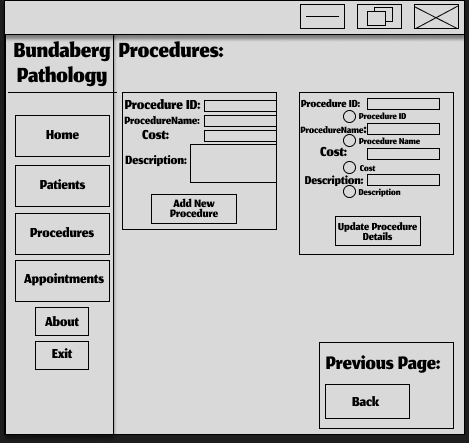 Bundaberg
Pathology
Home
Patients
Procedures
Appointments
About
Exit
Procedures:
Procedure ID:
ProcedureName:
Cost:
Description:
Add New
Procedure
Procedure ID:
Procedure ID
ProcedureName:
Procedure Name
Cost:
Cost
Description:
Description
Update Procedure
Details
Previous Page:
Back